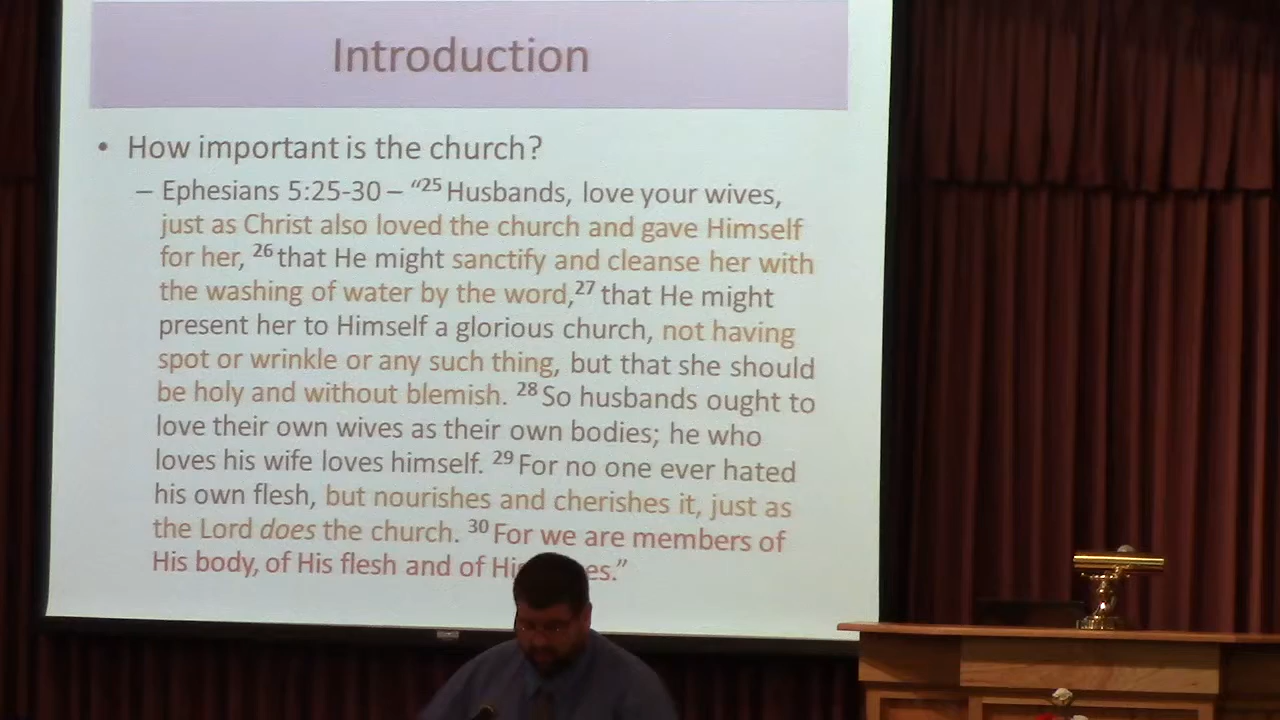 Introduction
• How important is the church?
– Ephesians 5:25-30 – “25 Husbands, love your wives,
just as Christ also loved the church and gave Himself
for her, 26 that He might sanctify and cleanse her with
the washing of water by the word,27 that He might
present her to Himself a glorious church, not having
spot or wrinkle or any such thing, but that she should
be holy and without blemish. 28 So husbands ought to
love their own wives as their own bodies; he who
loves his wife loves himself. 29 For no one ever hated
his own flesh, but nourishes and cherishes it, just as
the Lord does the church. 30 For we are members of
His body, of His flesh and of